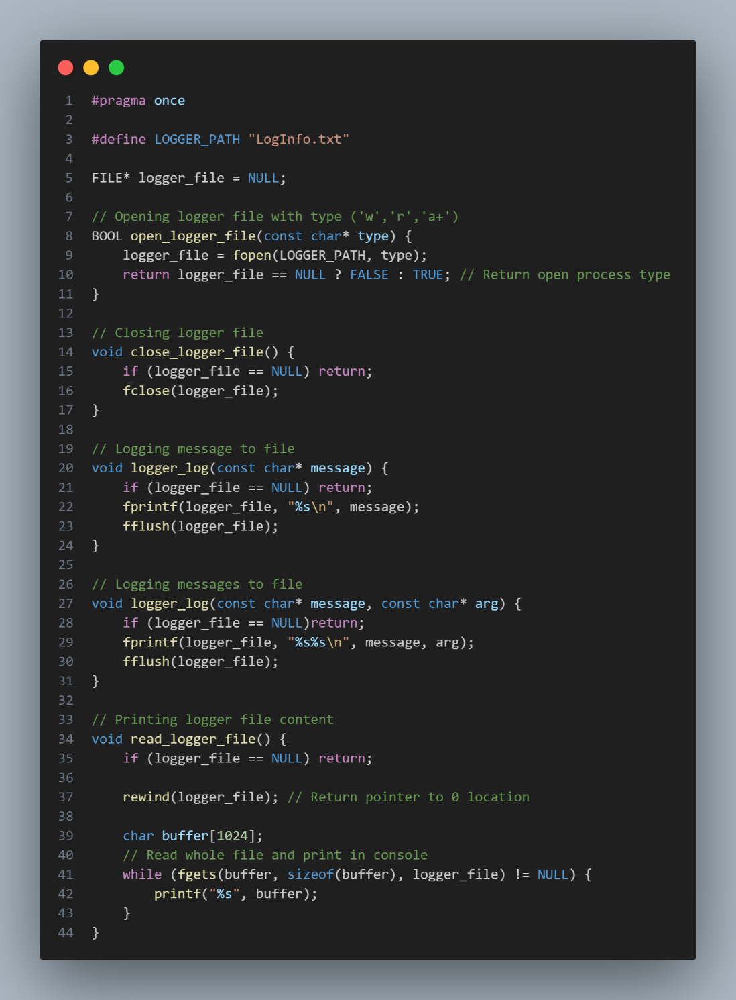 1 #pragma once
2
3 #define LOGGER_PATH "LogInfo.txt"
4
5 FILE* logger_file = NULL;
6
7 // Opening logger file with type ('w','r','a+')
8 BOOL open_logger_file(const char* type) {
9     logger_file = fopen(LOGGER_PATH, type);
10     return logger_file == NULL ? FALSE : TRUE; // Return open process type
11 }
12
13 // Closing logger file
14 void close_logger_file() {
15     if (logger_file == NULL) return;
16     fclose(logger_file);
17 }
18
19 // Logging message to file
20 void logger_log(const char* message) {
21     if (logger_file == NULL) return;
22     fprintf(logger_file, "%s\n", message);
23     fflush(logger_file);
24 }
25
26 // Logging messages to file
27 void logger_log(const char* message, const char* arg) {
28     if (logger_file == NULL)return;
29     fprintf(logger_file, "%s%s\n", message, arg);
30     fflush(logger_file);
31 }
32
33 // Printing logger file content
34 void read_logger_file() {
35     if (logger_file == NULL) return;
36
37     rewind(logger_file); // Return pointer to 0 location
38
39     char buffer[1024];
40     // Read whole file and print in console
41     while (fgets(buffer, sizeof(buffer), logger_file) != NULL) {
42         printf("%s", buffer);
43     }
44 }